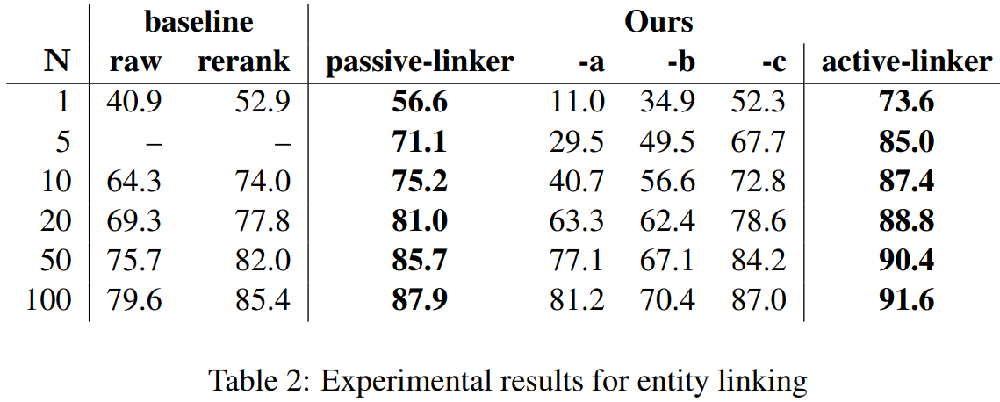 baseline Ours
N raw rerank passive-linker -a -b -c active-linker
1 40.9 52.9 56.6 11.0 34.9 52.3 73.6
5 – – 71.1 29.5 49.5 67.7 85.0
10 64.3 74.0 75.2 40.7 56.6 72.8 87.4
20 69.3 77.8 81.0 63.3 62.4 78.6 88.8
50 75.7 82.0 85.7 77.1 67.1 84.2 90.4
100 79.6 85.4 87.9 81.2 70.4 87.0 91.6
Table 2: Experimental results for entity linking